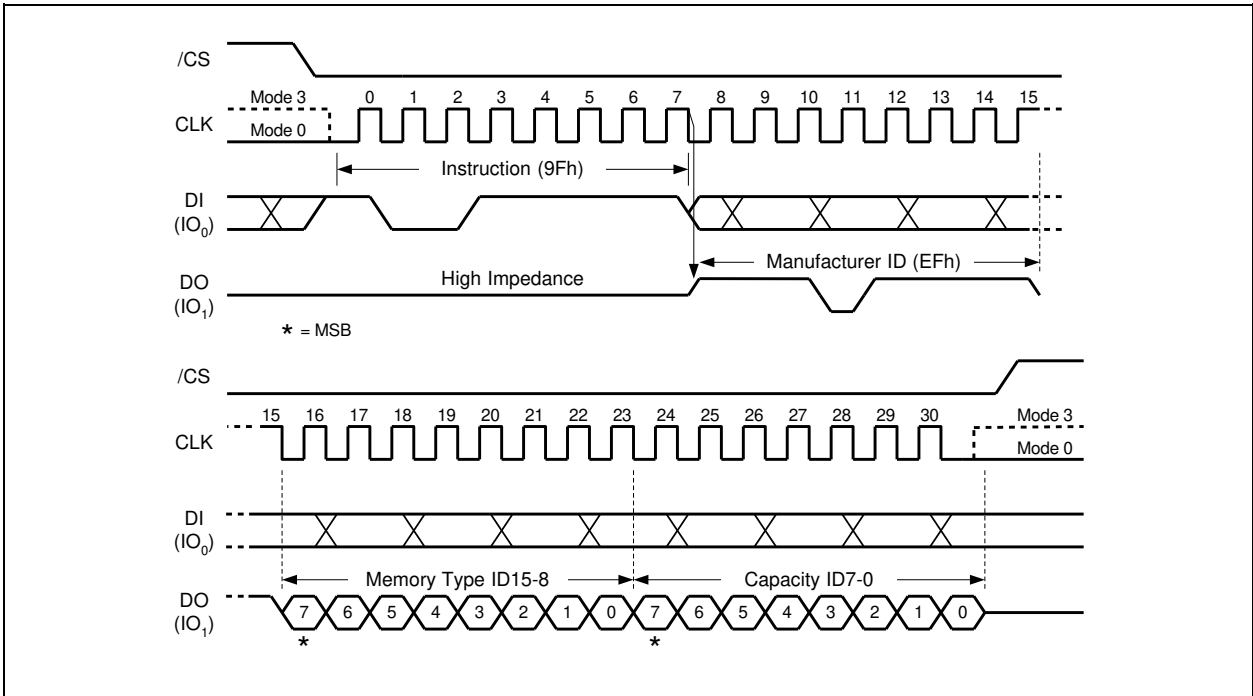 /CS
Mode 3 0 1 2 3 4 5 6 7 8 9 10 11 12 13 14 15
CLK
Mode 0
Instruction (9Fh)
DI
(IO0)
Manufacturer ID (EFh)
High Impedance
DO
(IO1)
* = MSB
/CS
15 16 17 18 19 20 21 22 23 24 25 26 27 28 29 30 Mode 3
CLK
Mode 0
DI
(IO0)
Memory Type ID15-8 Capacity ID7-0
DO
(IO1)
7 6 5 4 3 2 1 0 7 6 5 4 3 2 1 0
* *